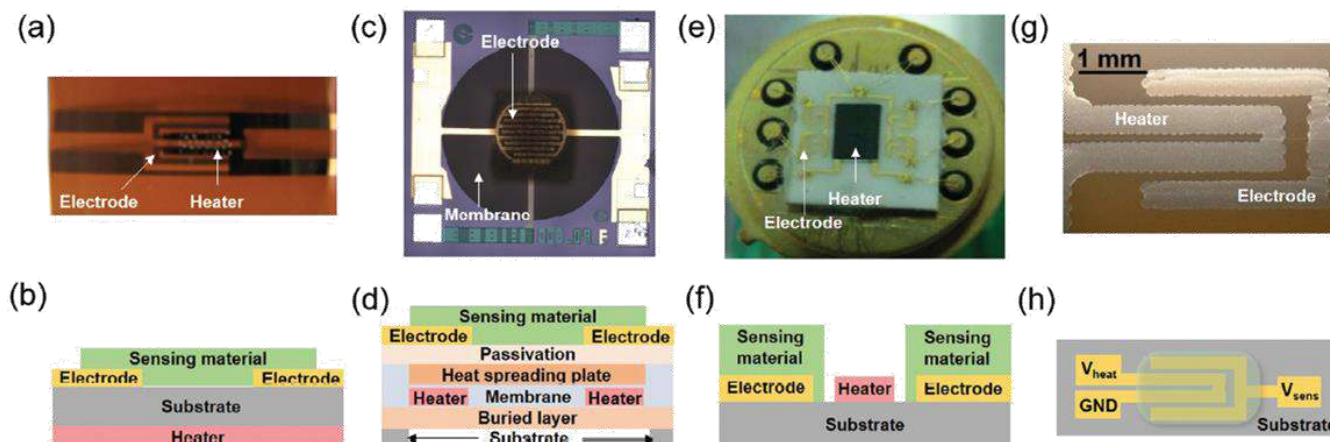 (a)
Electrode
Heater
(b)
Sensing material
Electrode
Electrode
Substrate
Heater
(c)
Electrode
Membrane
F
(d)
Sensing material
Electrode
Electrode
Passivation
Heat spreading plate
Heater
Membrane
Heater
Buried layer
Substrate
(e)
Heater
Electrode
(f)
Sensing material
Sensing material
Electrode
Heater
Electrode
Substrate
(g)
1 mm
Heater
Electrode
(h)
Vheat
GND
Vsens
Substrate